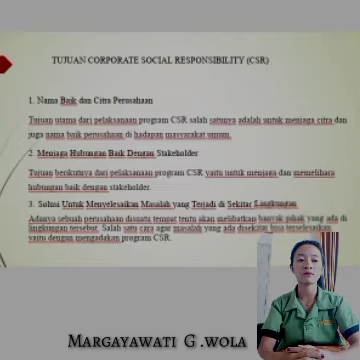 TUJUAN CORPORATE SOCIAL RESPONSIBILITY (CSR)
1. Nama Baik dan Citra Perusahaan
Tujuan utama dari pelaksanaan program CSR salah satunya adalah untuk menjaga citra dan
juga nama baik perusahaan di hadapan masyarakat umum.
2. Menjaga Hubungan Baik Dengan Stakeholder
Tujuan berikutnya dari pelaksanaan program CSR yaitu untuk menjaga dan memelihara
hubungan baik dengan stakeholder.
3. Solusi Untuk Menyelesaikan Masalah yang Terjadi di Sekitar Lingkungan
Adanya sebuah perusahaan disuatu tempat tentu akan melibatkan banyak pihak yang ada di
lingkungan tersebut. Salah satu cara agar masalah yang ada disekitar bisa terselesaikan
yaitu dengan mengadakan program CSR.
MARGAYAWATI G .WOLA